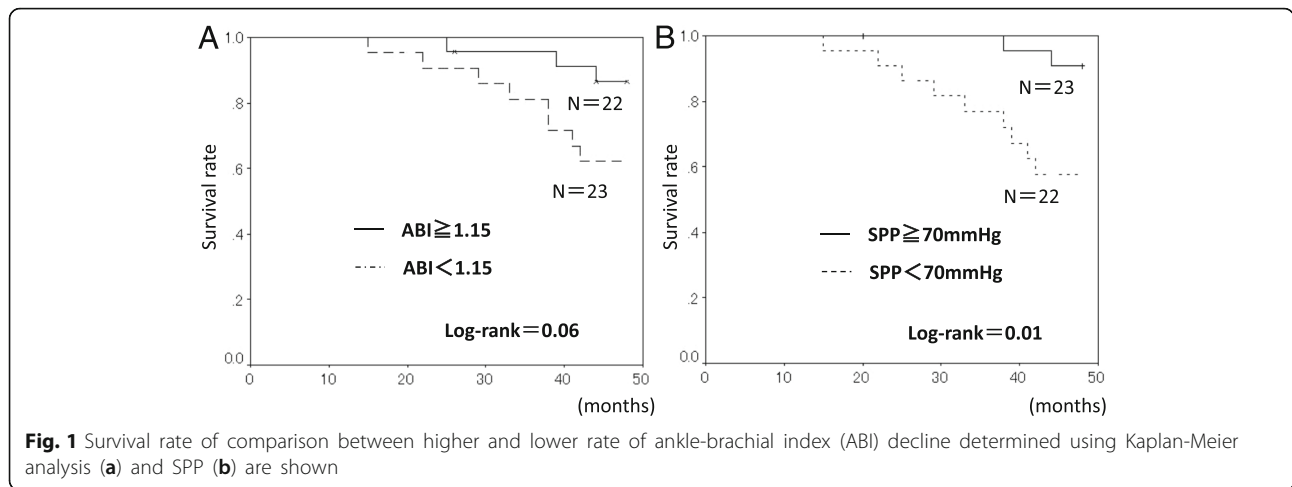 A
1.0
.8
.6
.4
.2
0.0
Survival rate
N＝22
N＝23
ABI≧1.15
ABI＜1.15
Log-rank＝0.06
0 10 20 30 40 50
(months)
B
1.0
.8
.6
.4
.2
0.0
Survival rate
N＝23
N＝22
SPP≧70mmHg
SPP＜70mmHg
Log-rank＝0.01
0 10 20 30 40 50
(months)
Fig. 1 Survival rate of comparison between higher and lower rate of ankle-brachial index (ABI) decline determined using Kaplan-Meier
analysis (a) and SPP (b) are shown